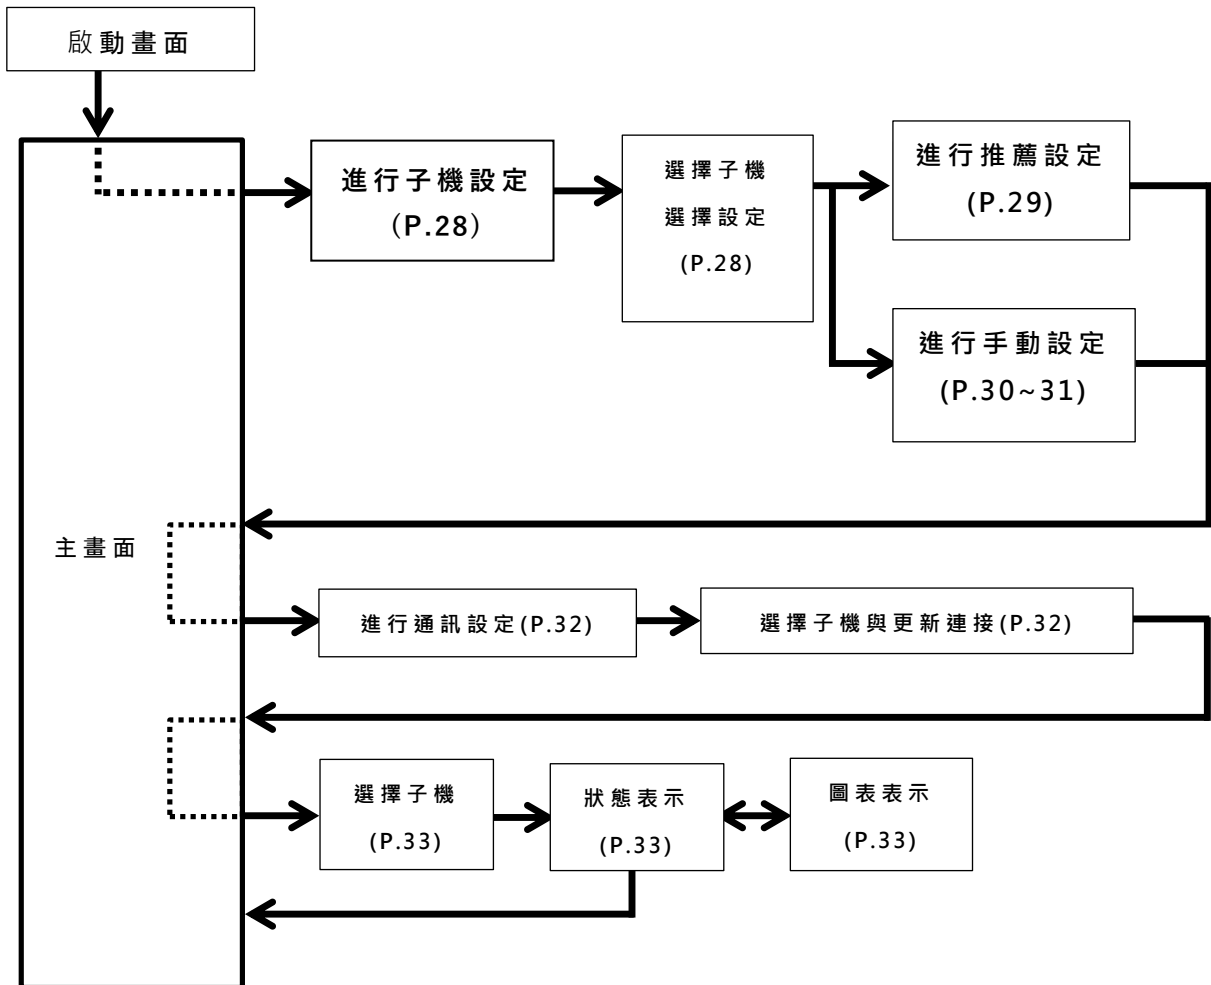 啟動畫面
進行子機設定
(P.28)
選擇子機
選擇設定
(P.28)
進行推薦設定
(P.29)
進行手動設定
(P.30~31)
主畫面
進行通訊設定(P.32)
選擇子機與更新連接(P.32)
選擇子機
(P.33)
狀態表示
(P.33)
圖表表示
(P.33)